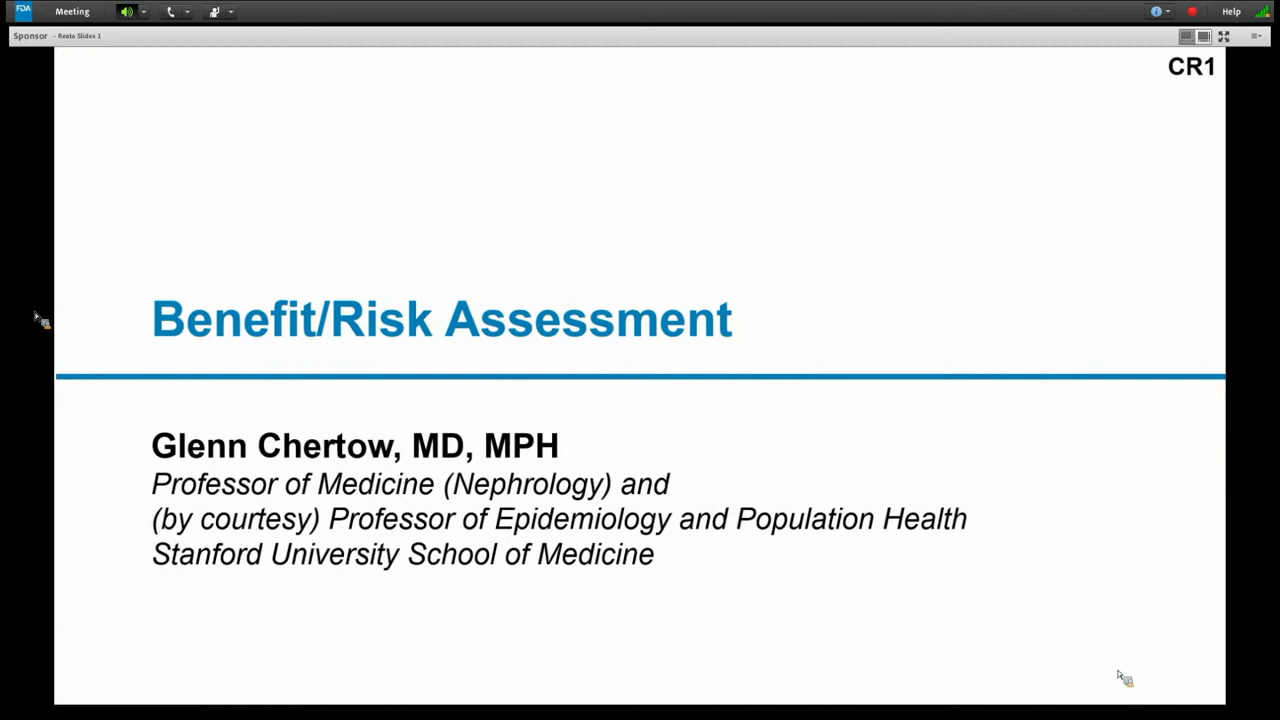 FDA
Meeting
Help
Sponsor - Reata Slides 1
CR1
Benefit/Risk Assessment
Glenn Chertow, MD, MPH
Professor of Medicine (Nephrology) and
(by courtesy) Professor of Epidemiology and Population Health
Stanford University School of Medicine